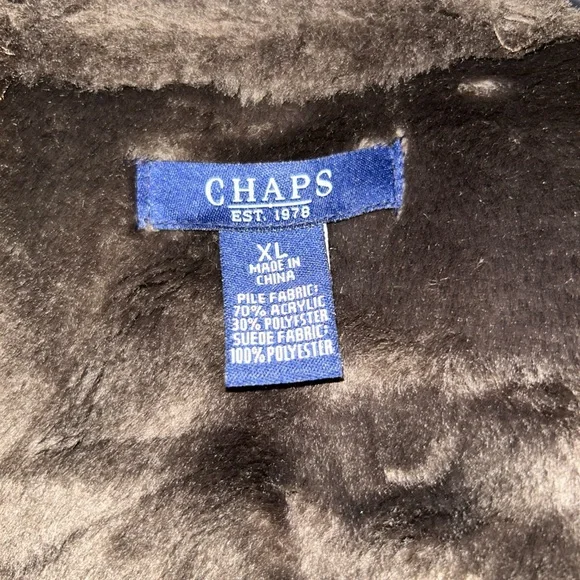 CHAPS
EST. 1978
XL
MADE IN
CHINA
PILE FABRIC:
70% ACRYLIC
30% POLYESTER
SUEDE FABRIC:
100% POLYESTER